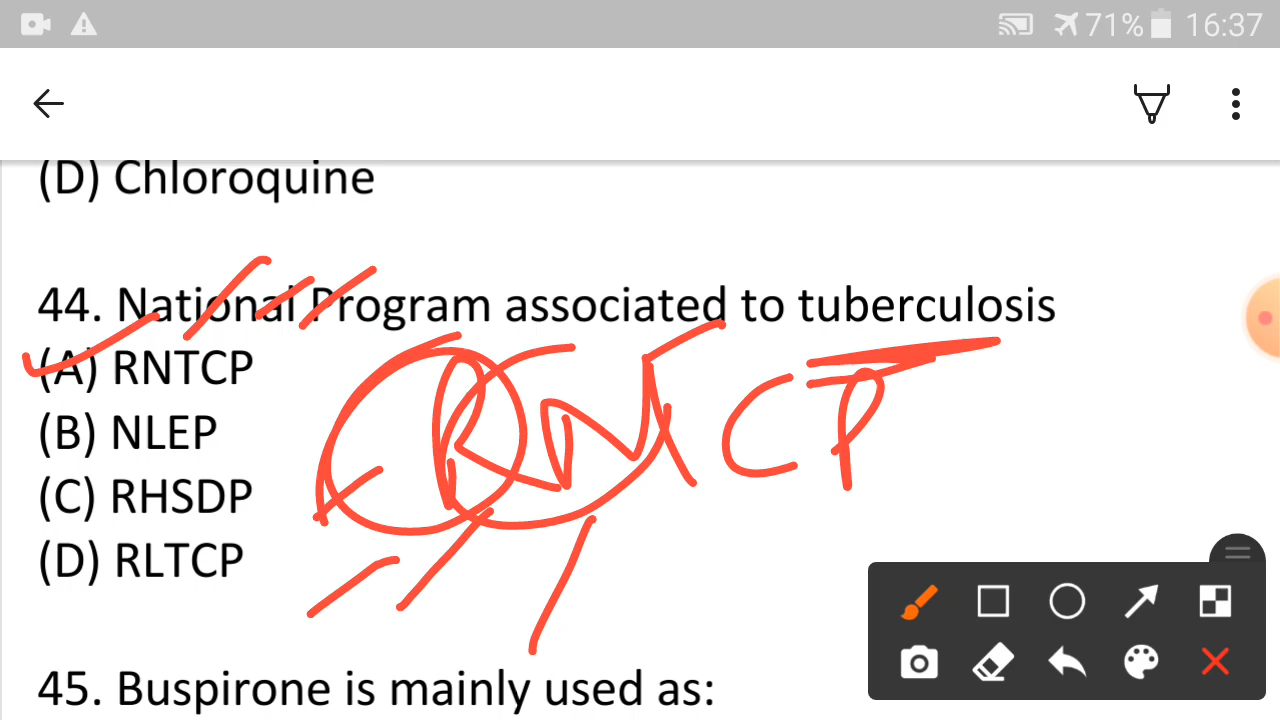 71% 16:37
(D) Chloroquine
44. National Program associated to tuberculosis
(A) RNTCP
(B) NLEP
(C) RHSDP
(D) RLTCP
RNTCP
45. Buspirone is mainly used as: